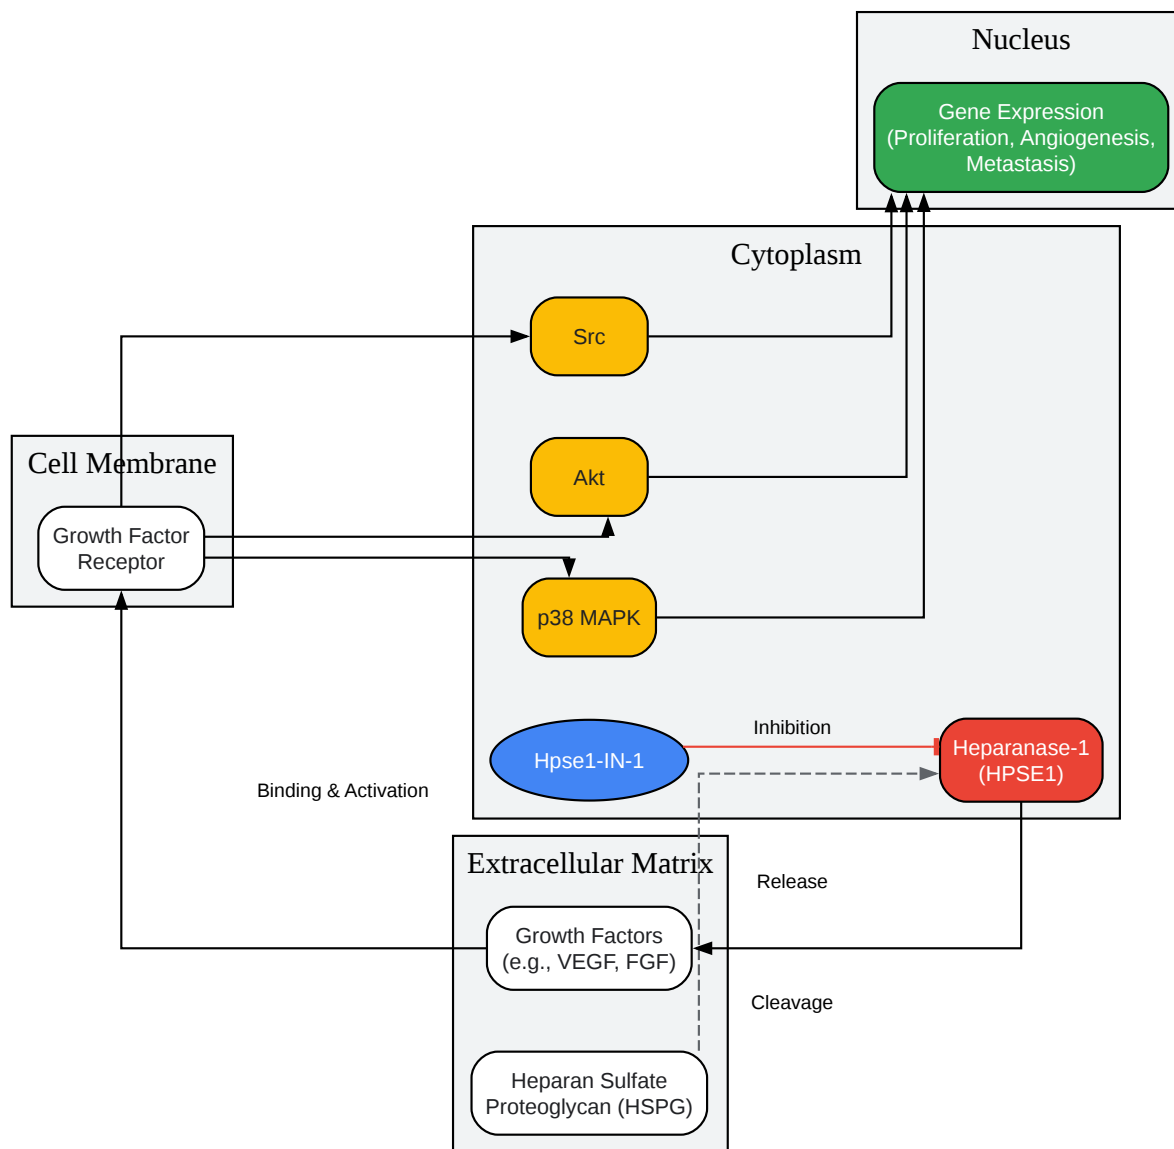 Nucleus
Gene Expression
(Proliferation, Angiogenesis,
Metastasis)
Cytoplasm
Src
Cell Membrane
Akt
Growth Factor
Receptor
p38 MAPK
Inhibition
Hpse1-IN-1
Heparanase-1
(HPSE1)
Binding & Activation
Extracellular Matrix
Release
Growth Factors
(e.g., VEGF, FGF)
Cleavage
Heparan Sulfate
Proteoglycan (HSPG)